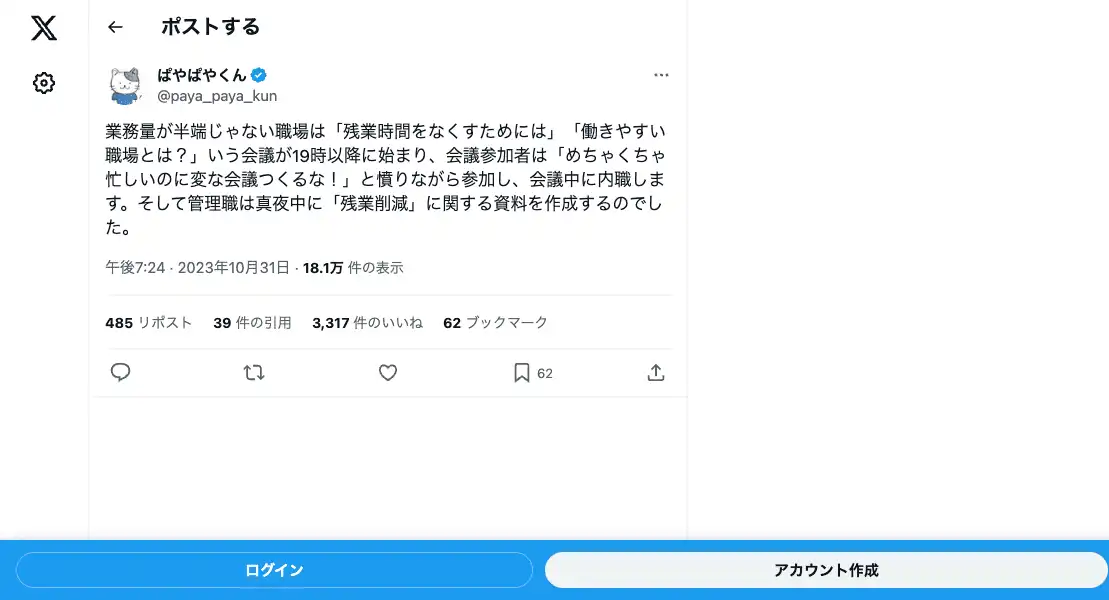 ポストする
ぱやぱやくん
@paya_paya_kun
業務量が半端じゃない職場は「残業時間をなくすためには」「働きやすい
職場とは？」いう会議が19時以降に始まり、会議参加者は「めちゃくちゃ
忙しいのに変な会議つくるな！」と憤りながら参加し、会議中に内職しま
す。そして管理職は真夜中に「残業削減」に関する資料を作成するのでし
た。
午後7:24 · 2023年10月31日 · 18.1万 件の表示
485 リポスト 39 件の引用 3,317 件のいいね 62 ブックマーク
62
ログイン アカウント作成